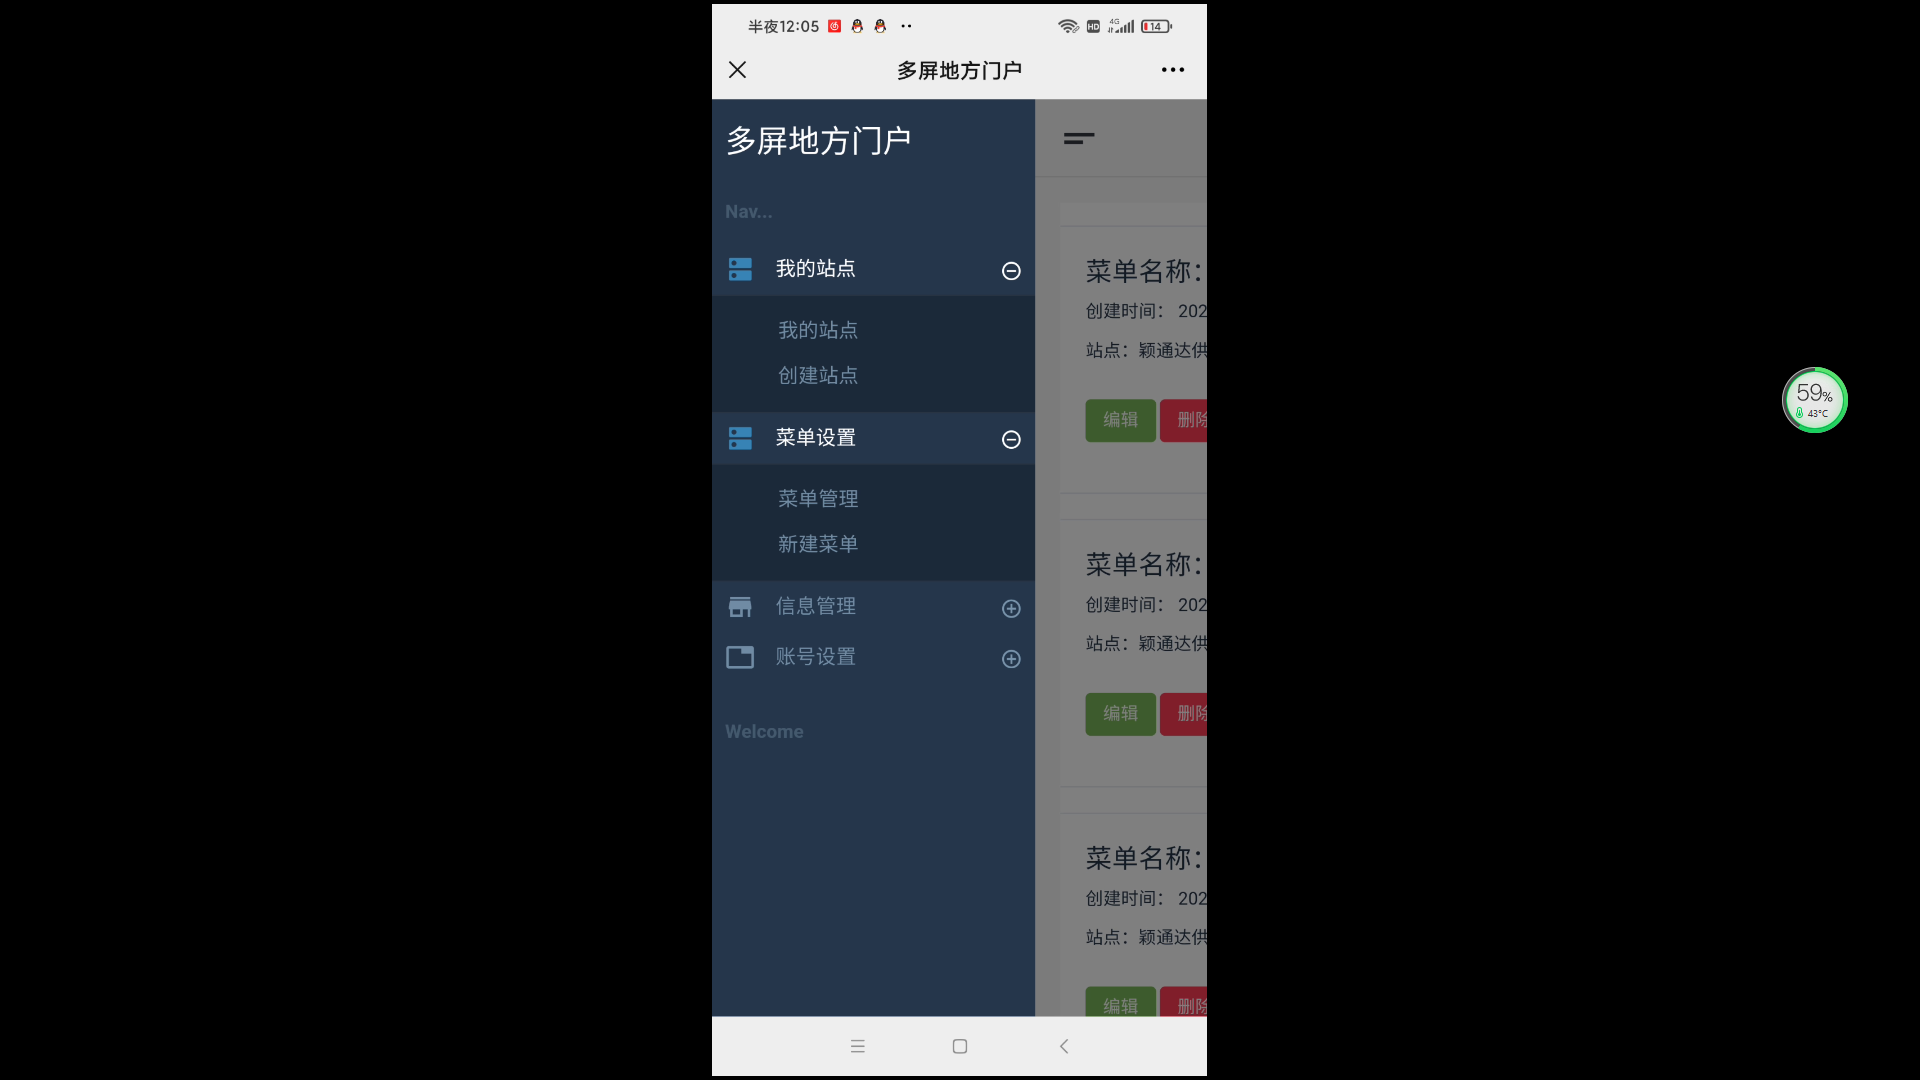 半夜12:05
HD
4G
14
多屏地方门户
多屏地方门户
Nav...
我的站点
我的站点
创建站点
菜单设置
菜单管理
新建菜单
信息管理
账号设置
Welcome
菜单名称：
创建时间： 202
站点：颖通达供
编辑
删除
菜单名称：
创建时间： 202
站点：颖通达供
编辑
删除
菜单名称：
创建时间： 202
站点：颖通达供
编辑
删除
59%
43°C